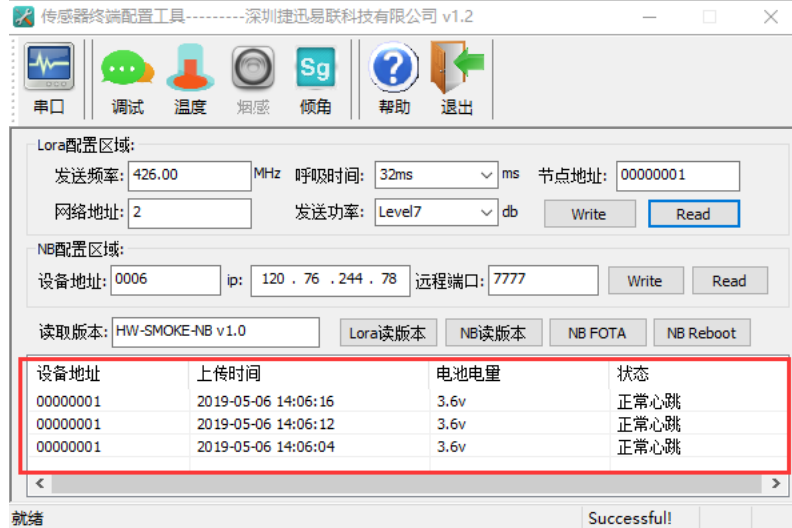 传感器终端配置工具---------深圳捷迅易联科技有限公司 v1.2
Sg
串口 调试 温度 烟感 倾角 帮助 退出
Lora配置区域:
发送频率: 426.00 MHz 呼吸时间: 32ms ms 节点地址: 00000001
网络地址: 2 发送功率: Level7 db Write Read
NB配置区域:
设备地址: 0006 ip: 120 . 76 . 244 . 78 远程端口: 7777 Write Read
读取版本: HW-SMOKE-NB v1.0 Lora读版本 NB读版本 NB FOTA NB Reboot
设备地址 上传时间 电池电量 状态
00000001 2019-05-06 14:06:16 3.6v 正常心跳
00000001 2019-05-06 14:06:12 3.6v 正常心跳
00000001 2019-05-06 14:06:04 3.6v 正常心跳
就绪 Successful!